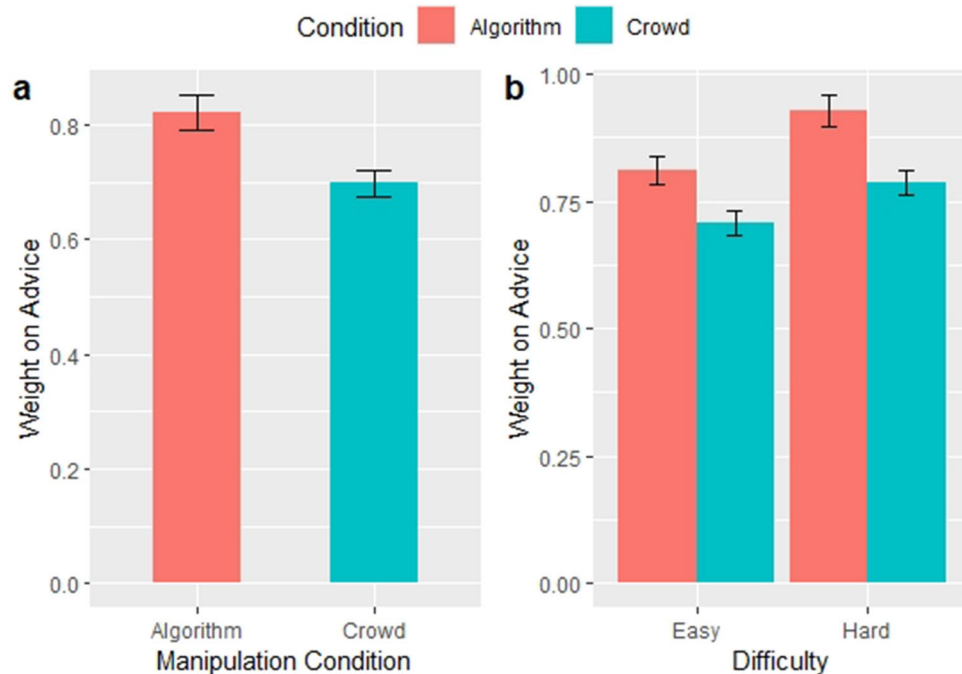 Condition Algorithm Crowd
a
Weight on Advice
0.8
0.6
0.4
0.2
0.0
Algorithm Crowd
Manipulation Condition
b
Weight on Advice
1.00
0.75
0.50
0.25
0.00
Easy Hard
Difficulty